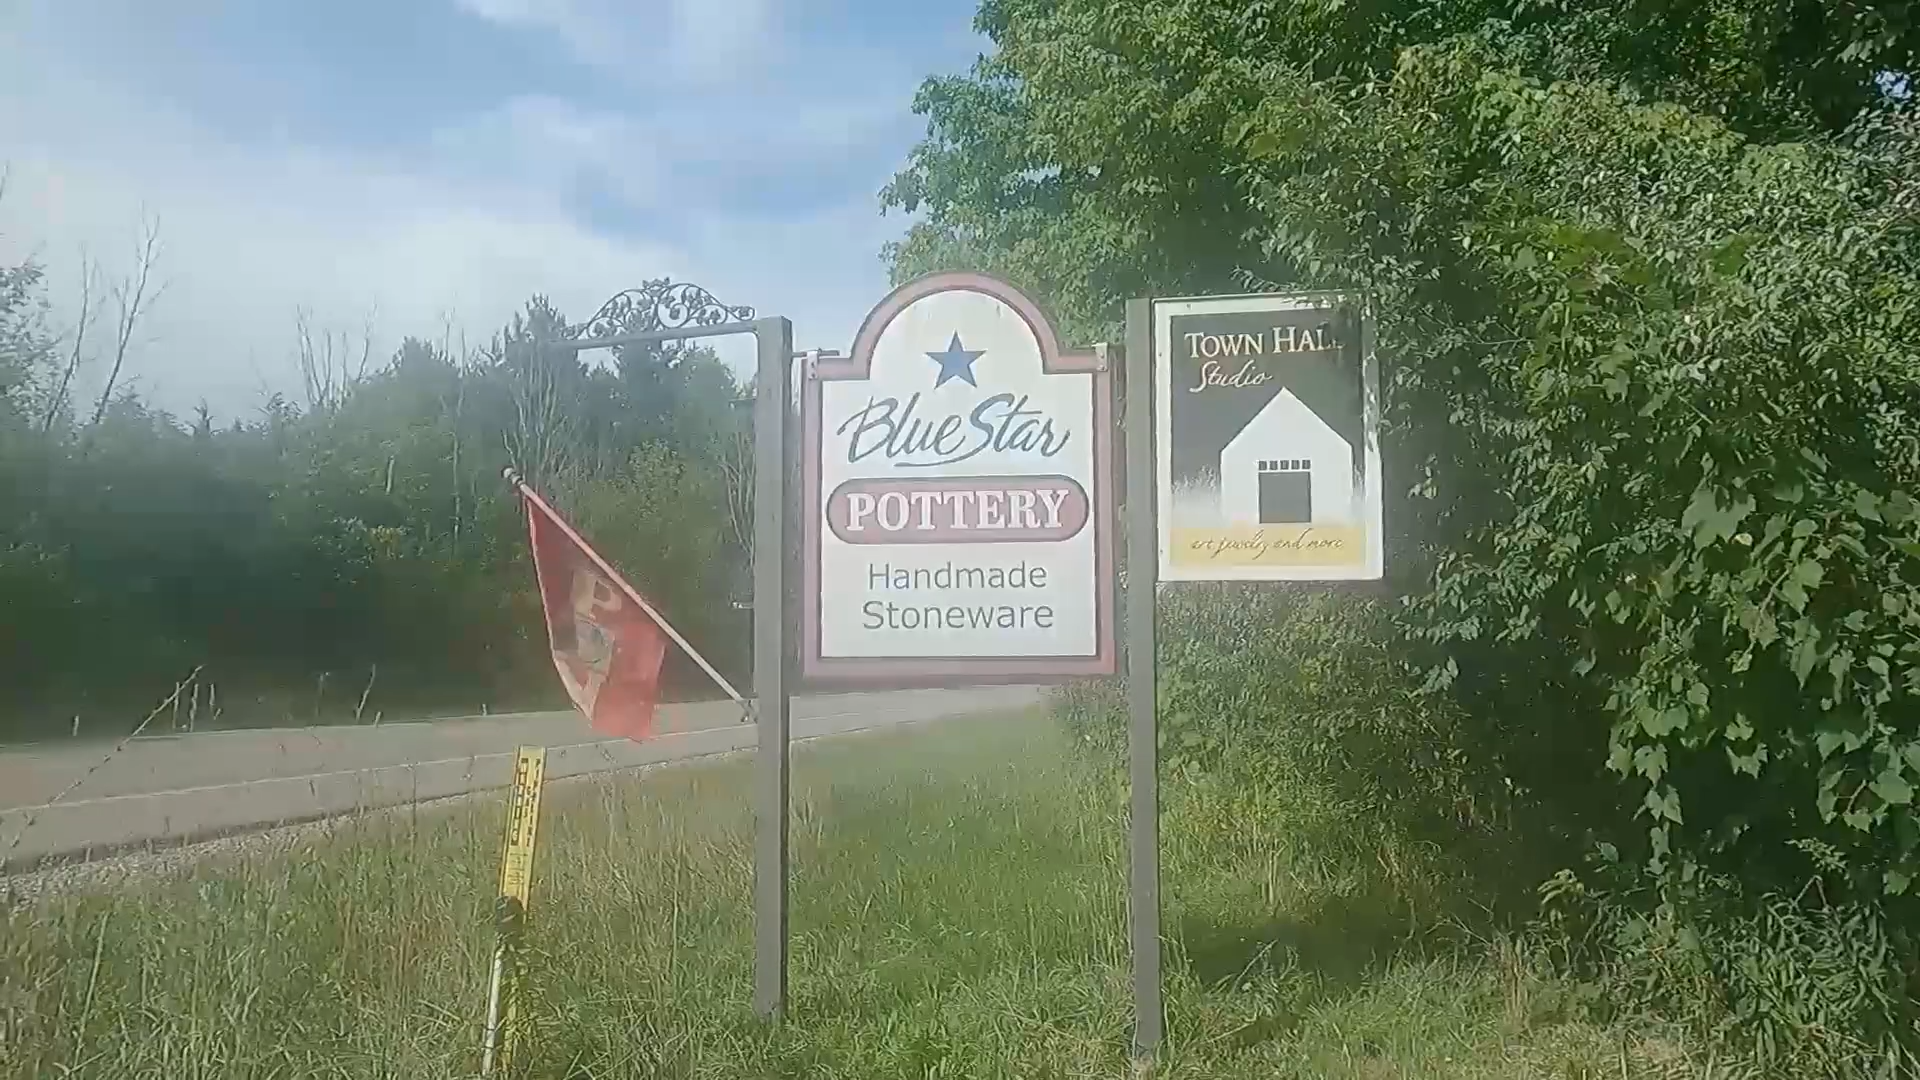 Blue Star
POTTERY
Handmade
Stoneware
TOWN HALL
Studio
art jewelry and more